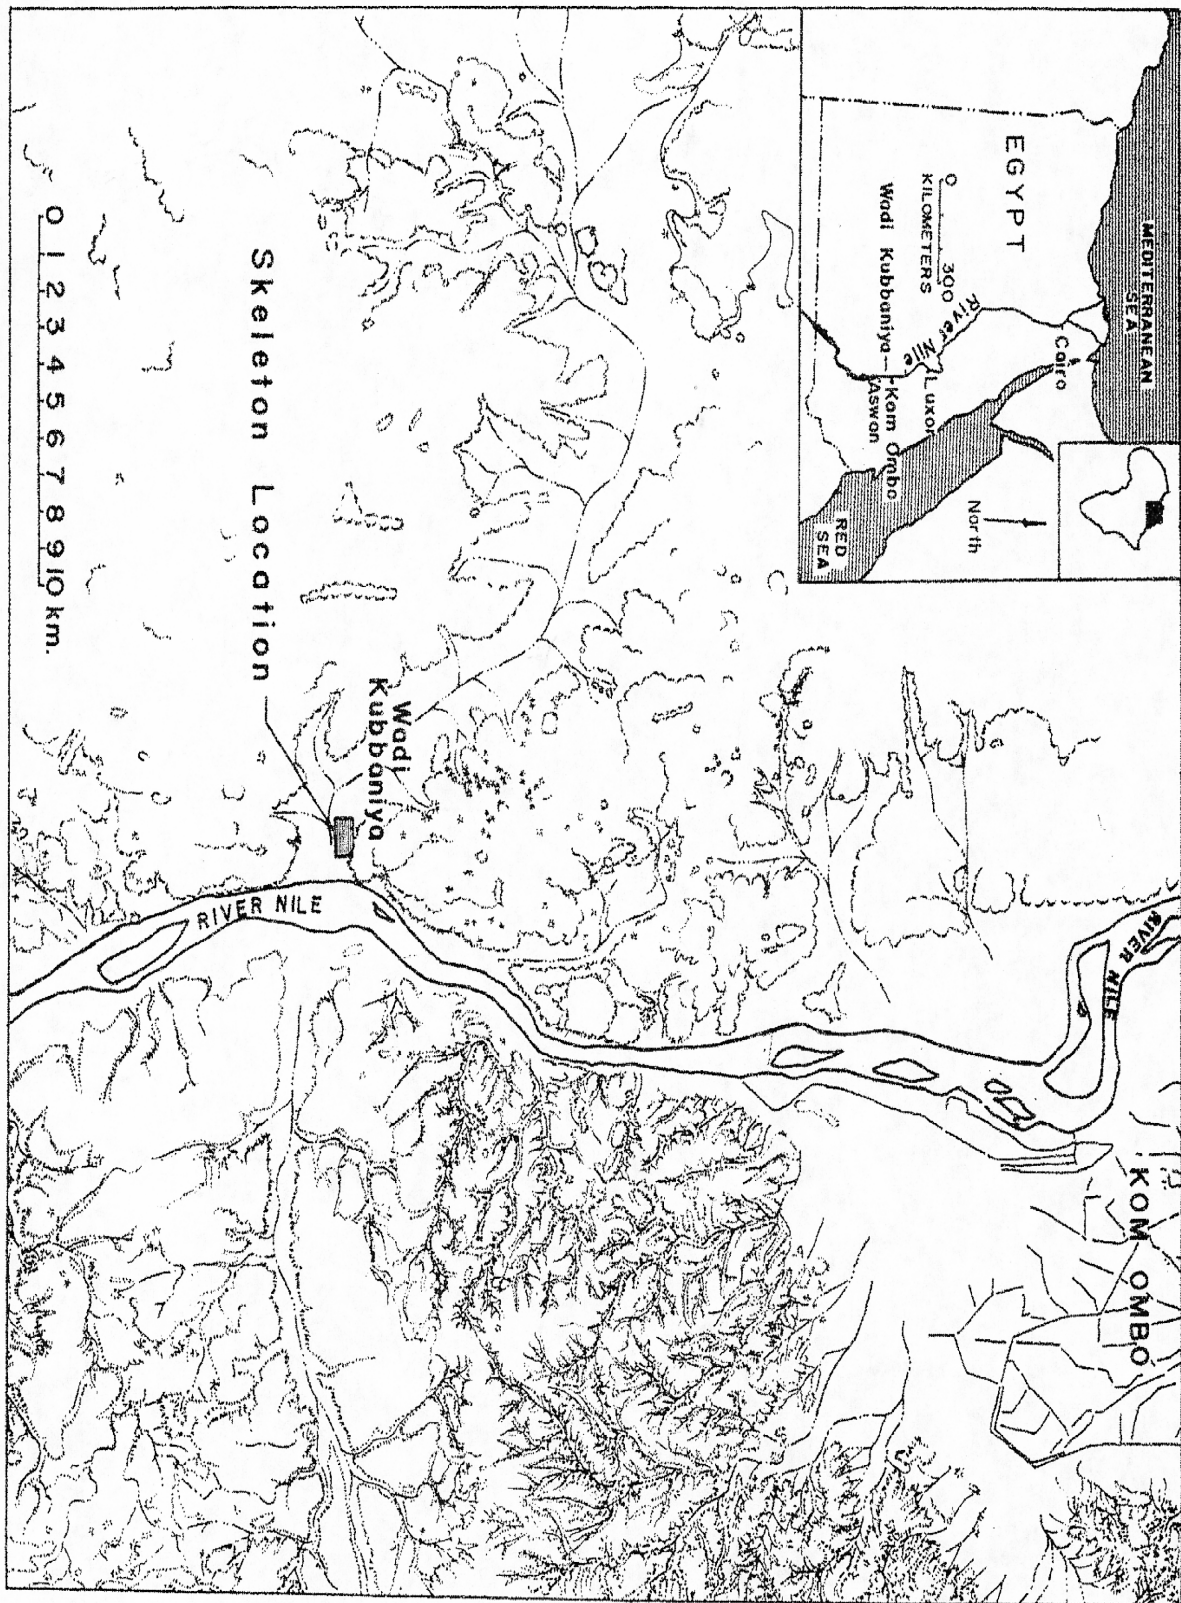 MEDITERRANEAN
SEA
EGYPT
Cairo
0 300
KILOMETERS
River Nile
Luxor
Wadi Kubbaniya
Kom Ombo
Aswan
North
RED
SEA
RIVER NILE
KOM OMBO
Wadi
Kubbaniya
RIVER NILE
Skeleton Location
0 1 2 3 4 5 6 7 8 9 10 km.